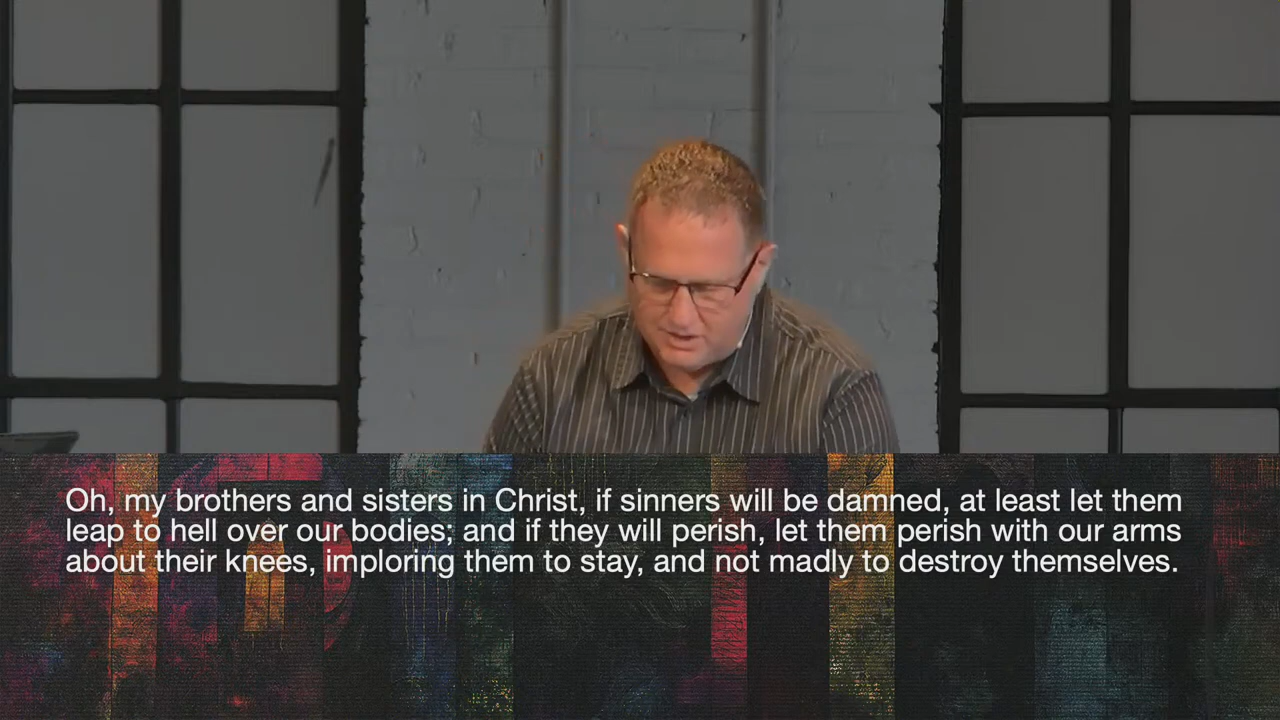 Oh, my brothers and sisters in Christ, if sinners will be damned, at least let them
leap to hell over our bodies; and if they will perish, let them perish with our arms
about their knees, imploring them to stay, and not madly to destroy themselves.